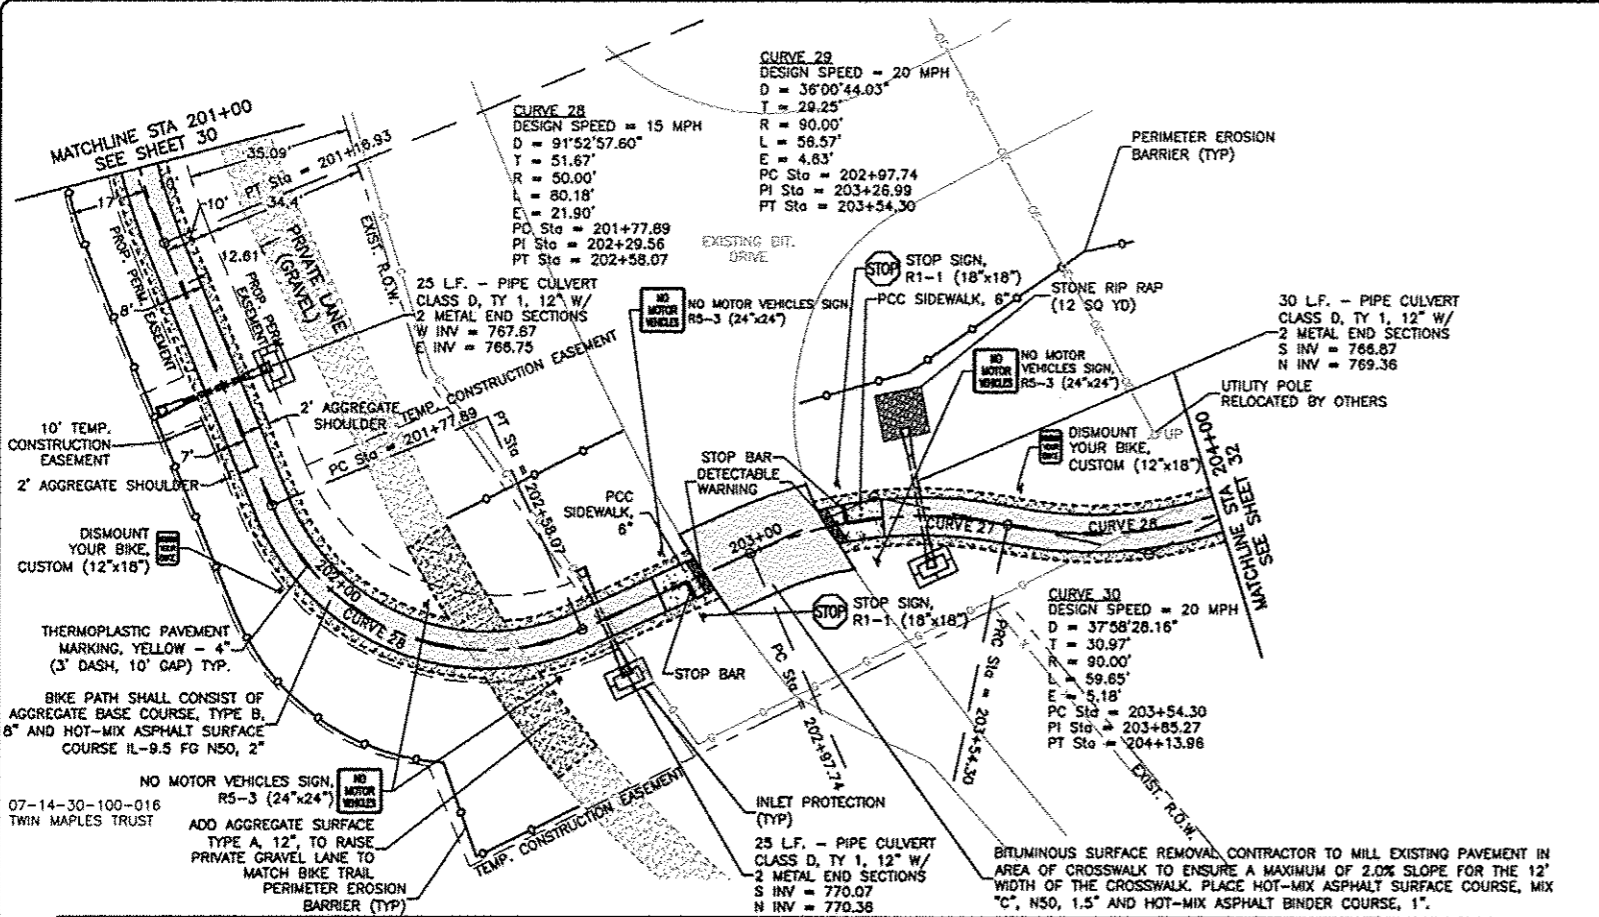 MATCHLINE STA 201+00
SEE SHEET 30
35.09'
PT Sta = 201+18.93
34.4'
17'
10'
10'
12.61'
8'
7'
PROP. PERM. EASEMENT
PROP. PERM.
EASEMENT
PRIVATE LANE
(GRAVEL)
EXIST. R.O.W.
CURVE 28
DESIGN SPEED = 15 MPH
D = 91°52'57.60"
T = 51.67'
R = 50.00'
L = 80.18'
E = 21.90'
PC Sta = 201+77.89
PI Sta = 202+29.56
PT Sta = 202+58.07
CURVE 29
DESIGN SPEED = 20 MPH
D = 36°00'44.03"
T = 29.25'
R = 90.00'
L = 56.57'
E = 4.63'
PC Sta = 202+97.74
PI Sta = 203+26.99
PT Sta = 203+54.30
EXISTING BIT.
DRIVE
PERIMETER EROSION
BARRIER (TYP)
25 L.F. - PIPE CULVERT
CLASS D, TY 1, 12" W/
2 METAL END SECTIONS
W INV = 767.67
E INV = 766.75
NO
MOTOR
VEHICLES
NO MOTOR VEHICLES SIGN
R5-3 (24"x24")
STOP
STOP SIGN,
R1-1 (18"x18")
PCC SIDEWALK, 6"
STONE RIP RAP
(12 SQ YD)
NO
MOTOR
VEHICLES
NO MOTOR
VEHICLES SIGN,
R5-3 (24"x24")
30 L.F. - PIPE CULVERT
CLASS D, TY 1, 12" W/
2 METAL END SECTIONS
S INV = 766.87
N INV = 769.36
UTILITY POLE
RELOCATED BY OTHERS
UP
TEMP. CONSTRUCTION EASEMENT
2' AGGREGATE
SHOULDER
PC Sta = 201+77.89
PT Sta = 202+58.07
10' TEMP.
CONSTRUCTION
EASEMENT
2' AGGREGATE SHOULDER
STOP BAR
DETECTABLE
WARNING
PCC
SIDEWALK,
6"
DISMOUNT
YOUR BIKE,
CUSTOM (12"x18")
DISMOUNT
YOUR BIKE,
CUSTOM (12"x18")
203+00
CURVE 27
CURVE 28
MATCHLINE STA 204+00
SEE SHEET 32
202+00
CURVE 28
THERMOPLASTIC PAVEMENT
MARKING, YELLOW - 4"
(3' DASH, 10' GAP) TYP.
STOP BAR
STOP
STOP SIGN,
R1-1 (18"x18")
PC Sta = 202+97.74
PRC Sta = 203+54.30
CURVE 30
DESIGN SPEED = 20 MPH
D = 37°58'28.16"
T = 30.97'
R = 90.00'
L = 59.65'
E = 5.18'
PC Sta = 203+54.30
PI Sta = 203+85.27
PT Sta = 204+13.96
EXIST. R.O.W.
BIKE PATH SHALL CONSIST OF
AGGREGATE BASE COURSE, TYPE B,
8" AND HOT-MIX ASPHALT SURFACE
COURSE IL-9.5 FG N50, 2"
NO MOTOR VEHICLES SIGN,
R5-3 (24"x24")
NO
MOTOR
VEHICLES
07-14-30-100-016
TWIN MAPLES TRUST
ADD AGGREGATE SURFACE
TYPE A, 12", TO RAISE
PRIVATE GRAVEL LANE TO
MATCH BIKE TRAIL
PERIMETER EROSION
BARRIER (TYP)
TEMP. CONSTRUCTION EASEMENT
INLET PROTECTION
(TYP)
25 L.F. - PIPE CULVERT
CLASS D, TY 1, 12" W/
2 METAL END SECTIONS
S INV = 770.07
N INV = 770.38
BITUMINOUS SURFACE REMOVAL CONTRACTOR TO MILL EXISTING PAVEMENT IN
AREA OF CROSSWALK TO ENSURE A MAXIMUM OF 2.0% SLOPE FOR THE 12'
WIDTH OF THE CROSSWALK. PLACE HOT-MIX ASPHALT SURFACE COURSE, MIX
"C", N50, 1.5" AND HOT-MIX ASPHALT BINDER COURSE, 1".